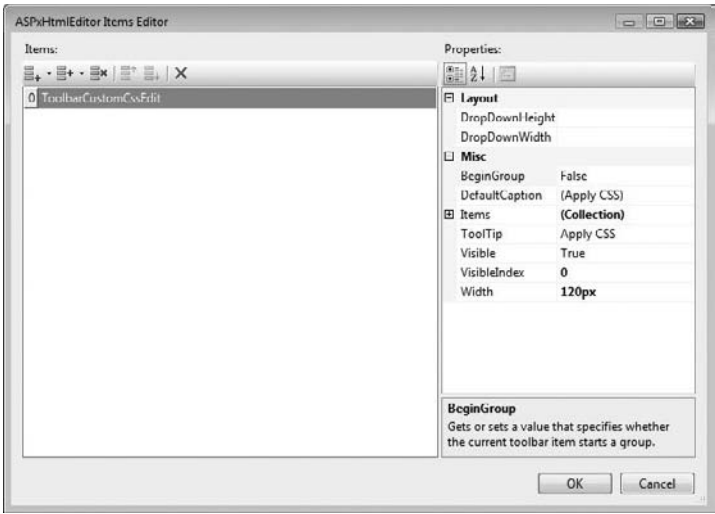 ASPxHtmlEditor Items Editor
Items:
0 ToolbarCustomCssEdit
Properties:
Layout
DropDownHeight
DropDownWidth
Misc
BeginGroup False
DefaultCaption (Apply CSS)
Items (Collection)
ToolTip Apply CSS
Visible True
VisibleIndex 0
Width 120px
BeginGroup
Gets or sets a value that specifies whether
the current toolbar item starts a group.
OK Cancel